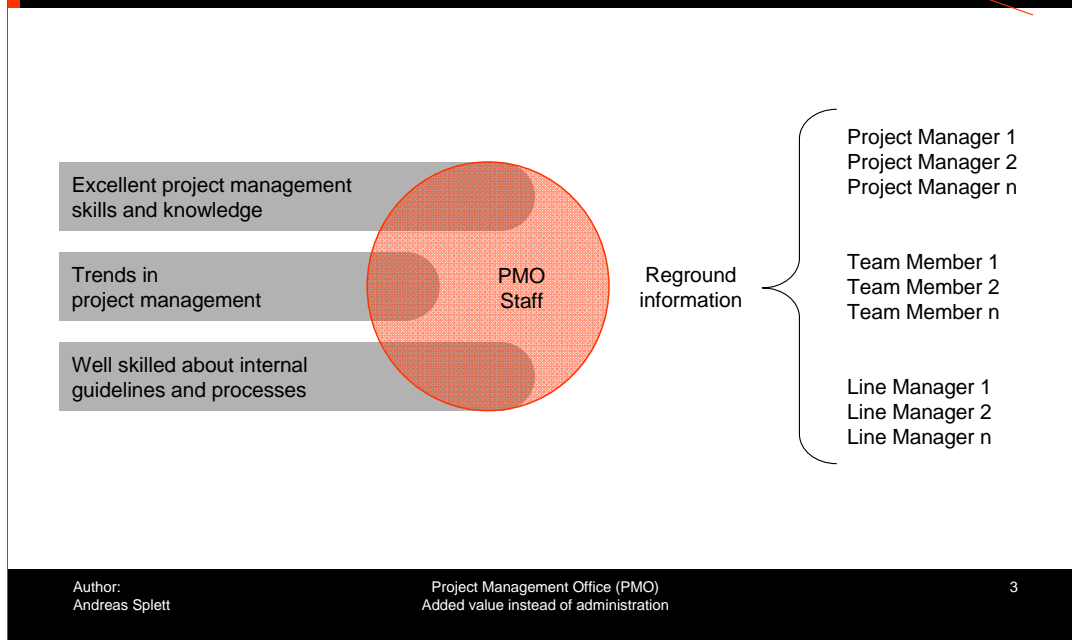 Excellent project management
skills and knowledge
Trends in
project management
Well skilled about internal
guidelines and processes
PMO
Staff
Reground
information
Project Manager 1
Project Manager 2
Project Manager n
Team Member 1
Team Member 2
Team Member n
Line Manager 1
Line Manager 2
Line Manager n
Author:
Andreas Splett
Project Management Office (PMO)
Added value instead of administration
3